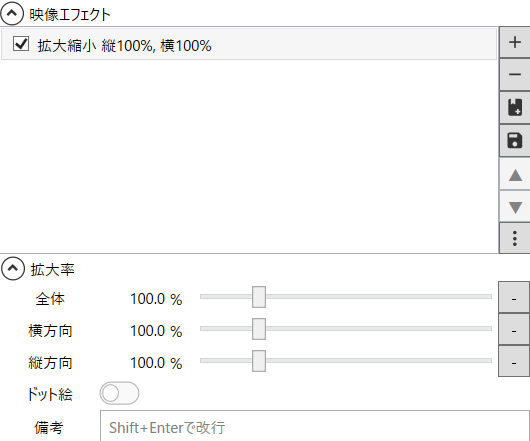 映像エフェクト
拡大縮小 縦100%, 横100%
拡大率
全体 100.0 % -
横方向 100.0 % -
縦方向 100.0 % -
ドット絵
備考 Shift+Enterで改行